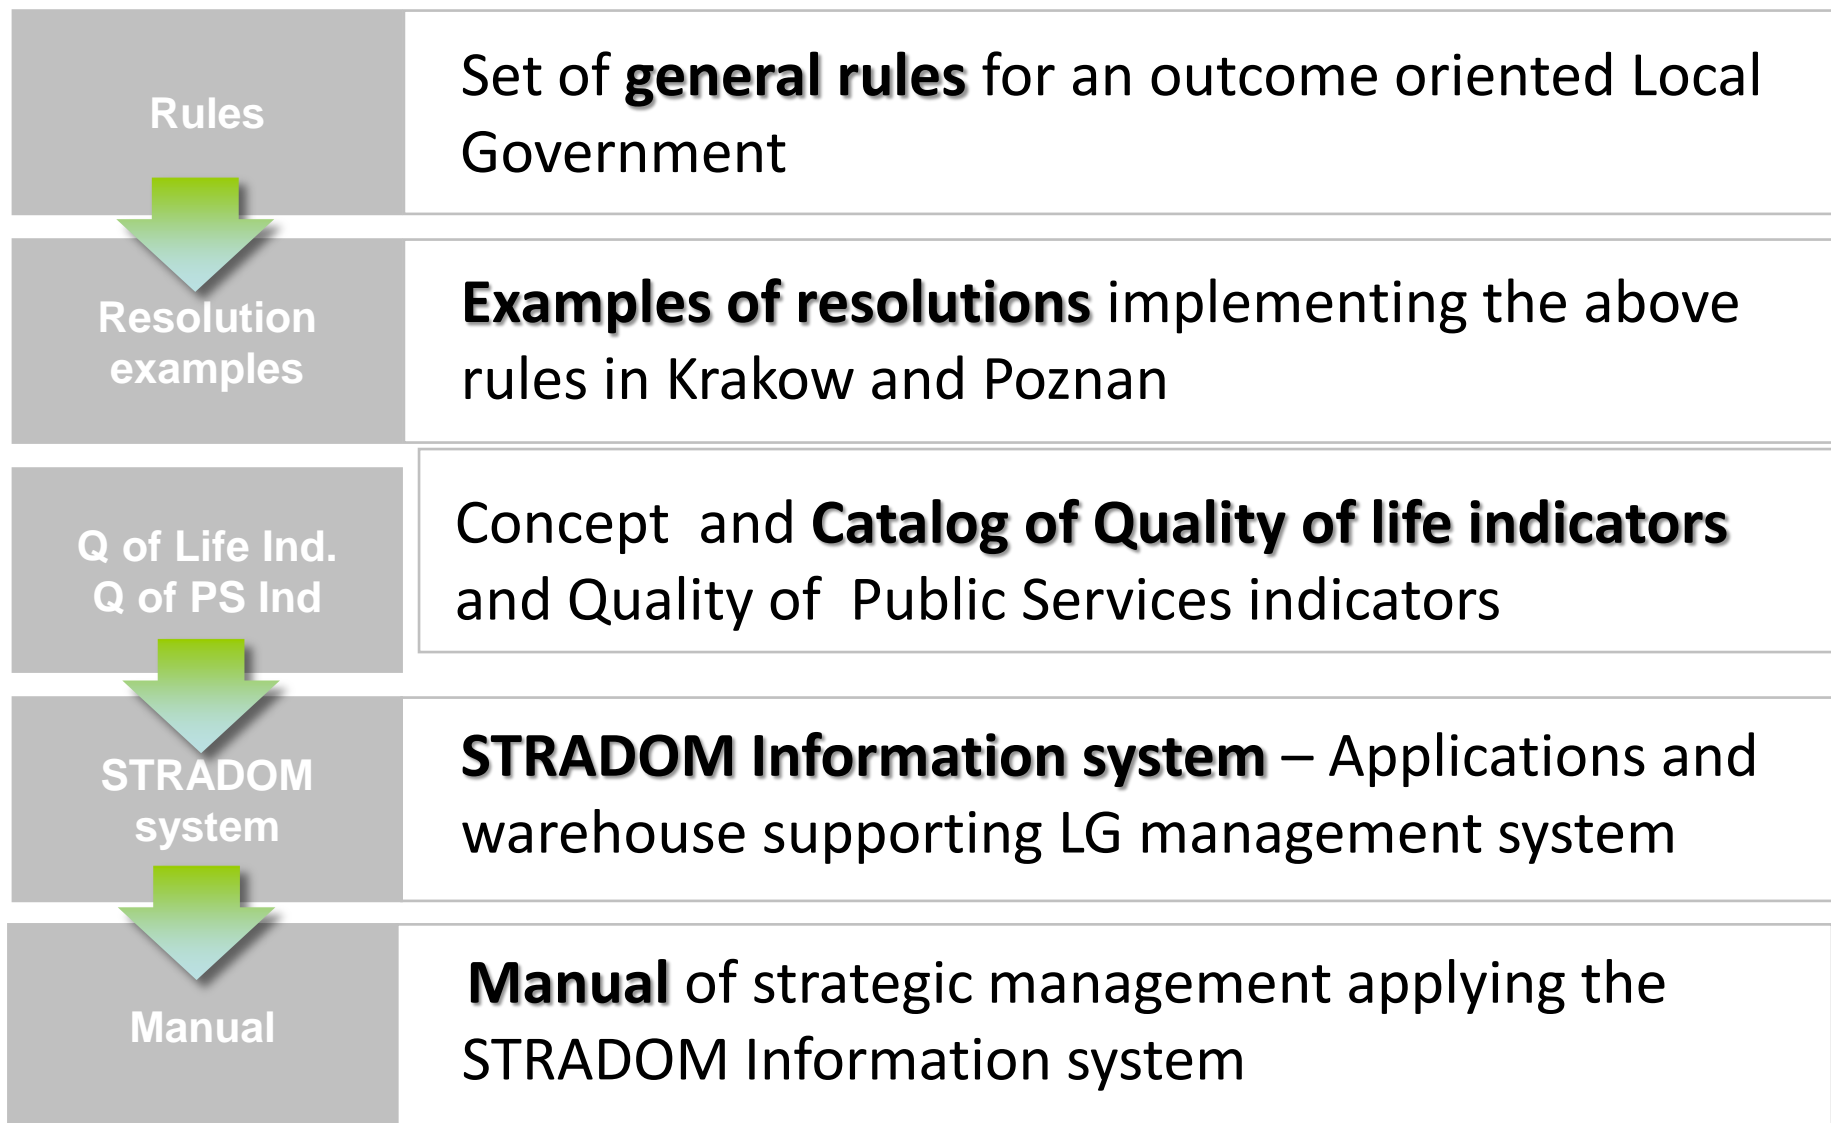 Rules
Set of general rules for an outcome oriented Local
Government
Resolution
examples
Examples of resolutions implementing the above
rules in Krakow and Poznan
Q of Life Ind.
Q of PS Ind
Concept and Catalog of Quality of life indicators
and Quality of Public Services indicators
STRADOM
system
STRADOM Information system – Applications and
warehouse supporting LG management system
Manual
Manual of strategic management applying the
STRADOM Information system